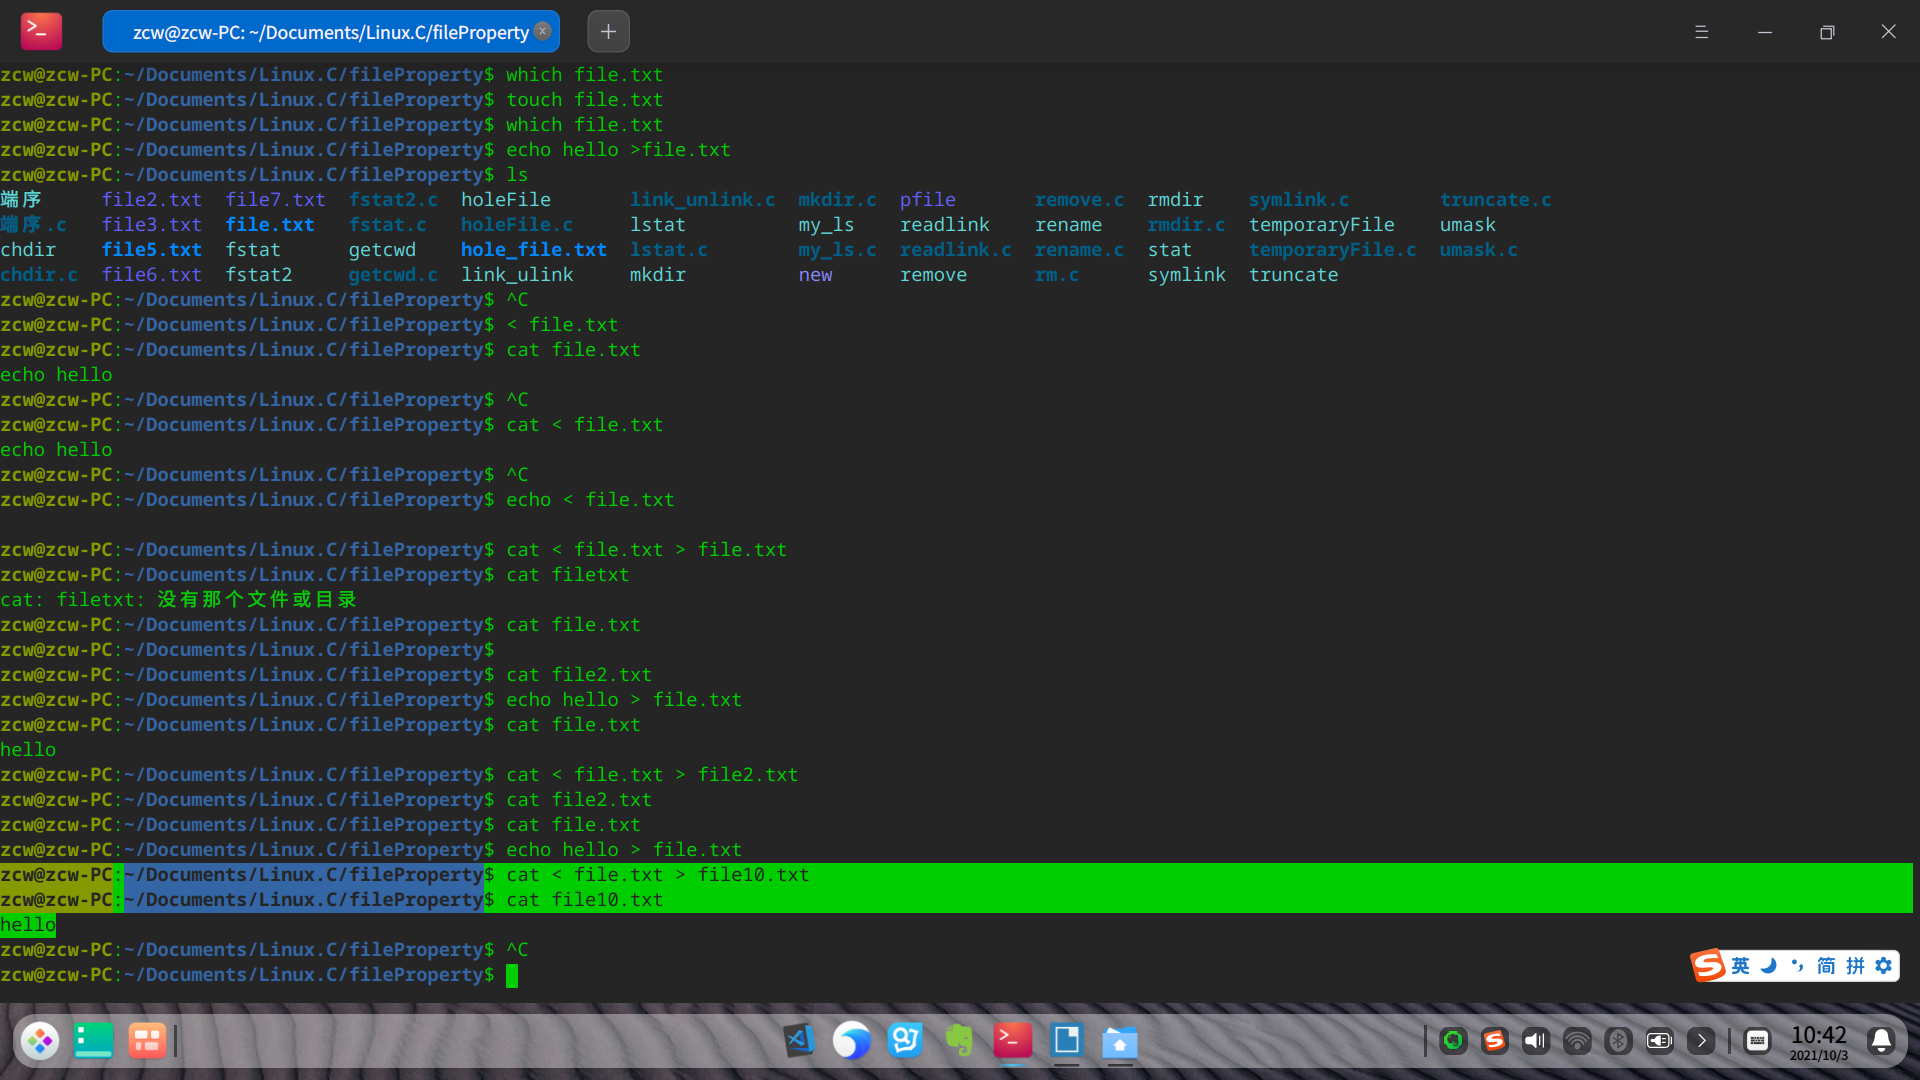 zcw@zcw-PC: ~/Documents/Linux.C/fileProperty
zcw@zcw-PC:~/Documents/Linux.C/fileProperty$ which file.txt
zcw@zcw-PC:~/Documents/Linux.C/fileProperty$ touch file.txt
zcw@zcw-PC:~/Documents/Linux.C/fileProperty$ which file.txt
zcw@zcw-PC:~/Documents/Linux.C/fileProperty$ echo hello >file.txt
zcw@zcw-PC:~/Documents/Linux.C/fileProperty$ ls
端序 file2.txt file7.txt fstat2.c holeFile link_unlink.c mkdir.c pfile remove.c rmdir symlink.c truncate.c
端序.c file3.txt file.txt fstat.c holeFile.c lstat my_ls readlink rename rmdir.c temporaryFile umask
chdir file5.txt fstat getcwd hole_file.txt lstat.c my_ls.c readlink.c rename.c stat temporaryFile.c umask.c
chdir.c file6.txt fstat2 getcwd.c link_ulink mkdir new remove rm.c symlink truncate
zcw@zcw-PC:~/Documents/Linux.C/fileProperty$ ^C
zcw@zcw-PC:~/Documents/Linux.C/fileProperty$ < file.txt
zcw@zcw-PC:~/Documents/Linux.C/fileProperty$ cat file.txt
echo hello
zcw@zcw-PC:~/Documents/Linux.C/fileProperty$ ^C
zcw@zcw-PC:~/Documents/Linux.C/fileProperty$ cat < file.txt
echo hello
zcw@zcw-PC:~/Documents/Linux.C/fileProperty$ ^C
zcw@zcw-PC:~/Documents/Linux.C/fileProperty$ echo < file.txt
zcw@zcw-PC:~/Documents/Linux.C/fileProperty$ cat < file.txt > file.txt
zcw@zcw-PC:~/Documents/Linux.C/fileProperty$ cat filetxt
cat: filetxt: 没有那个文件或目录
zcw@zcw-PC:~/Documents/Linux.C/fileProperty$ cat file.txt
zcw@zcw-PC:~/Documents/Linux.C/fileProperty$
zcw@zcw-PC:~/Documents/Linux.C/fileProperty$ cat file2.txt
zcw@zcw-PC:~/Documents/Linux.C/fileProperty$ echo hello > file.txt
zcw@zcw-PC:~/Documents/Linux.C/fileProperty$ cat file.txt
hello
zcw@zcw-PC:~/Documents/Linux.C/fileProperty$ cat < file.txt > file2.txt
zcw@zcw-PC:~/Documents/Linux.C/fileProperty$ cat file2.txt
zcw@zcw-PC:~/Documents/Linux.C/fileProperty$ cat file.txt
zcw@zcw-PC:~/Documents/Linux.C/fileProperty$ echo hello > file.txt
zcw@zcw-PC:~/Documents/Linux.C/fileProperty$ cat < file.txt > file10.txt
zcw@zcw-PC:~/Documents/Linux.C/fileProperty$ cat file10.txt
hello
zcw@zcw-PC:~/Documents/Linux.C/fileProperty$ ^C
zcw@zcw-PC:~/Documents/Linux.C/fileProperty$
英 简 拼
10:42
2021/10/3